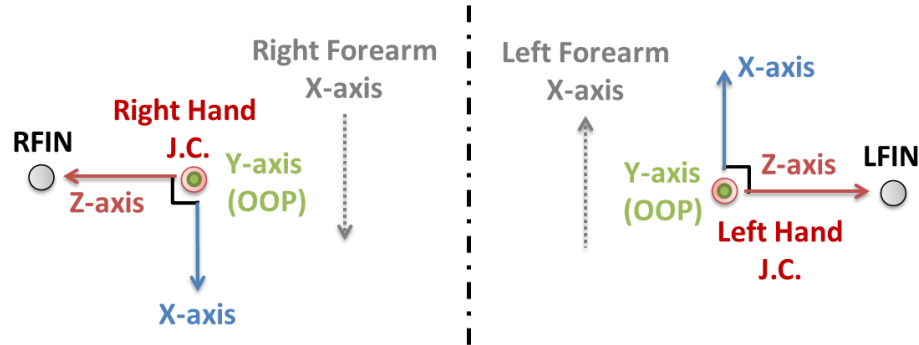 Right Forearm
X-axis
Right Hand
J.C.
RFIN
Y-axis
(OOP)
Z-axis
X-axis
Left Forearm
X-axis
X-axis
LFIN
Y-axis
(OOP)
Z-axis
Left Hand
J.C.